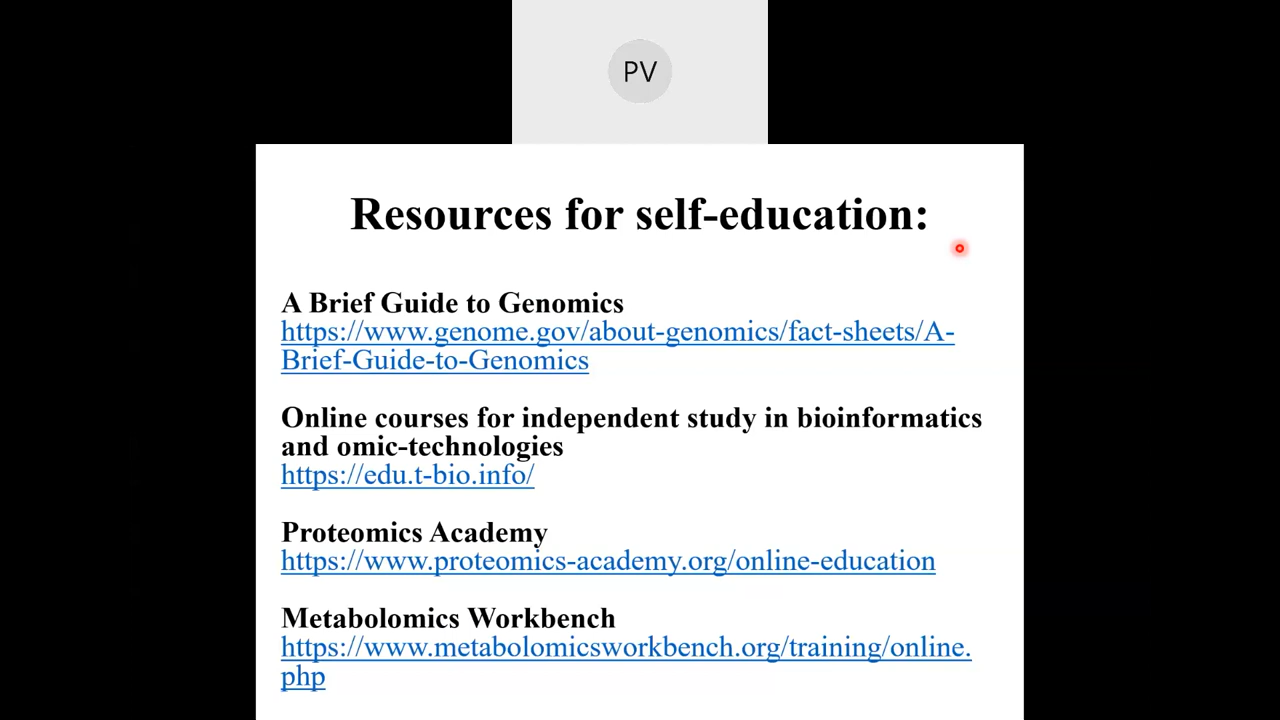 PV
Resources for self-education:
A Brief Guide to Genomics
https://www.genome.gov/about-genomics/fact-sheets/A-
Brief-Guide-to-Genomics
Online courses for independent study in bioinformatics
and omic-technologies
https://edu.t-bio.info/
Proteomics Academy
https://www.proteomics-academy.org/online-education
Metabolomics Workbench
https://www.metabolomicsworkbench.org/training/online.
php